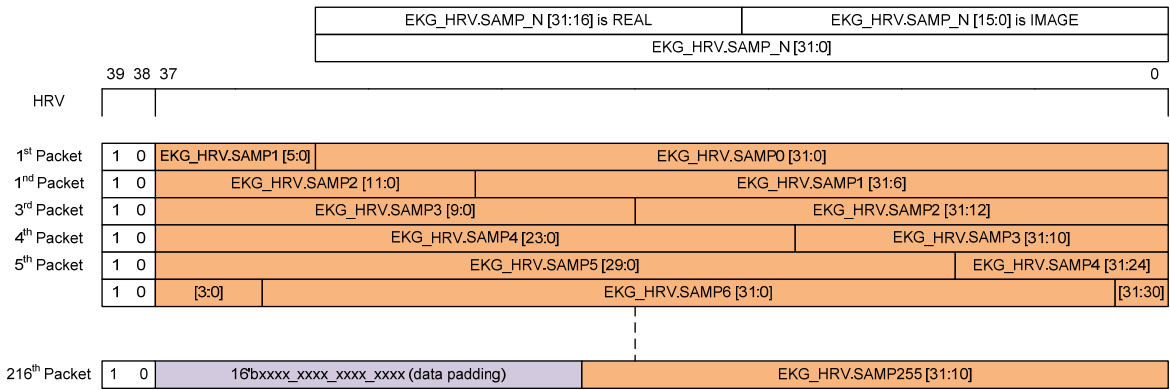 EKG_HRV.SAMP_N [31:16] is REAL EKG_HRV.SAMP_N [15:0] is IMAGE
EKG_HRV.SAMP_N [31:0]
39 38 37 0
HRV
1st Packet 1 0 EKG_HRV.SAMP1 [5:0] EKG_HRV.SAMP0 [31:0]
1nd Packet 1 0 EKG_HRV.SAMP2 [11:0] EKG_HRV.SAMP1 [31:6]
3rd Packet 1 0 EKG_HRV.SAMP3 [9:0] EKG_HRV.SAMP2 [31:12]
4th Packet 1 0 EKG_HRV.SAMP4 [23:0] EKG_HRV.SAMP3 [31:10]
5th Packet 1 0 EKG_HRV.SAMP5 [29:0] EKG_HRV.SAMP4 [31:24]
1 0 [3:0] EKG_HRV.SAMP6 [31:0] [31:30]
216th Packet 1 0 16'bxxxx_xxxx_xxxx_xxxx (data padding) EKG_HRV.SAMP255 [31:10]